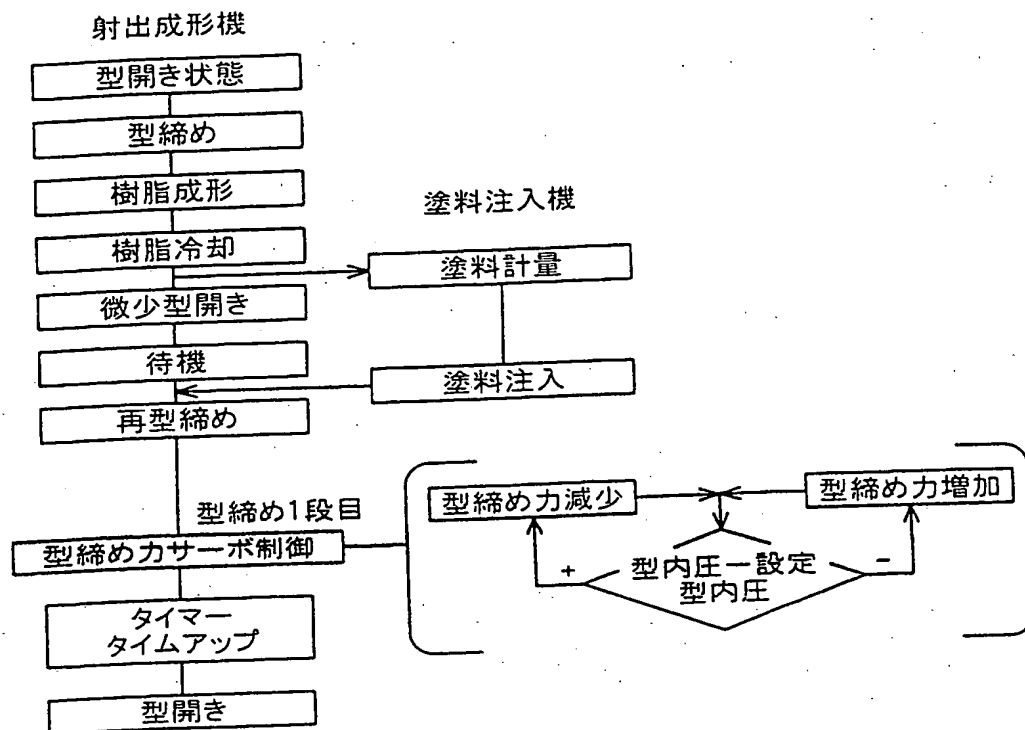 射出成形機
型開き状態
型締め
樹脂成形
樹脂冷却
微少型開き
待機
再型締め
塗料注入機
塗料計量
塗料注入
型締め1段目
型締め力サーボ制御
タイマー
タイムアップ
型開き
型締め力減少
型締め力増加
+
型内圧ー設定
型内圧
−